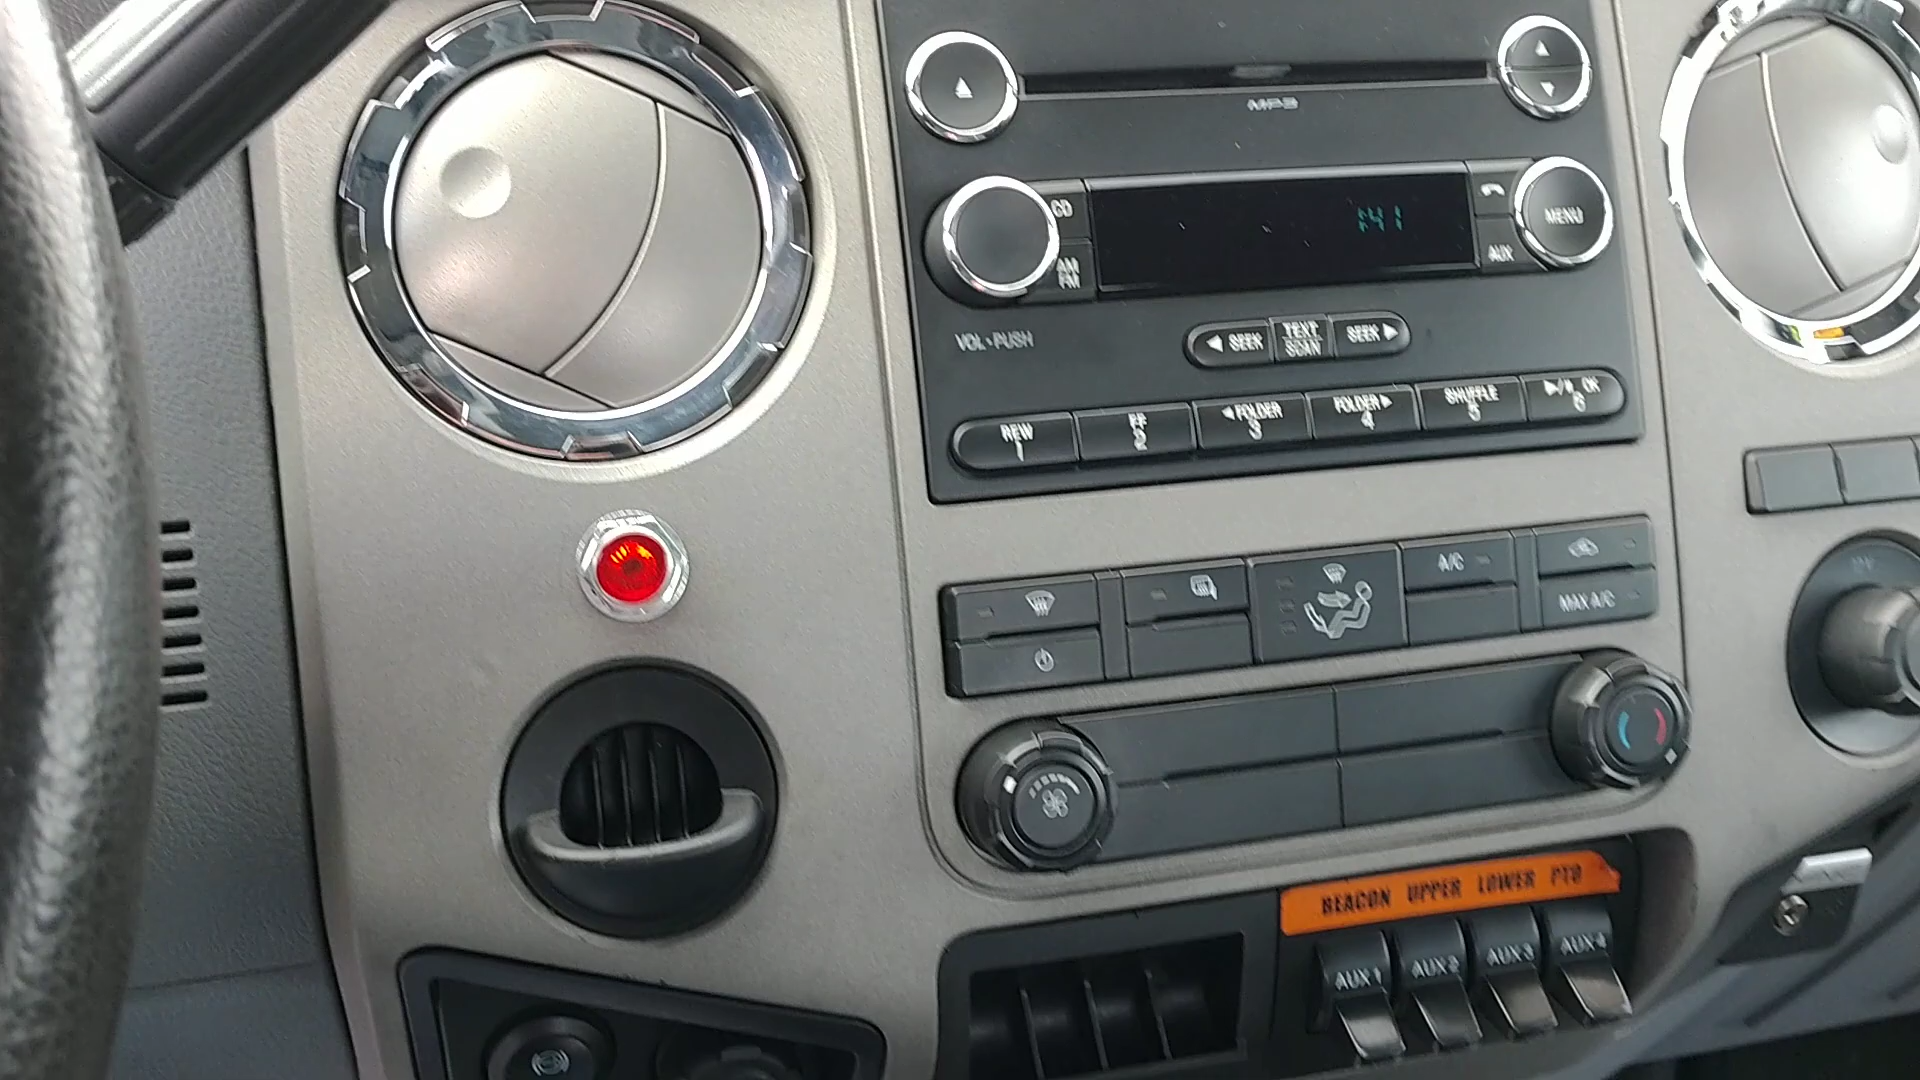 MP3
CD
1:41
MENU
AM
FM
AUX
VOL•PUSH
◀ SEEK
TEXT
SCAN
SEEK ▶
REW
1
FF
2
◀ FOLDER
3
FOLDER ▶
4
SHUFFLE
5
OK
6
A/C
MAX A/C
BEACON UPPER LOWER PTO
AUX 1
AUX 2
AUX 3
AUX 4